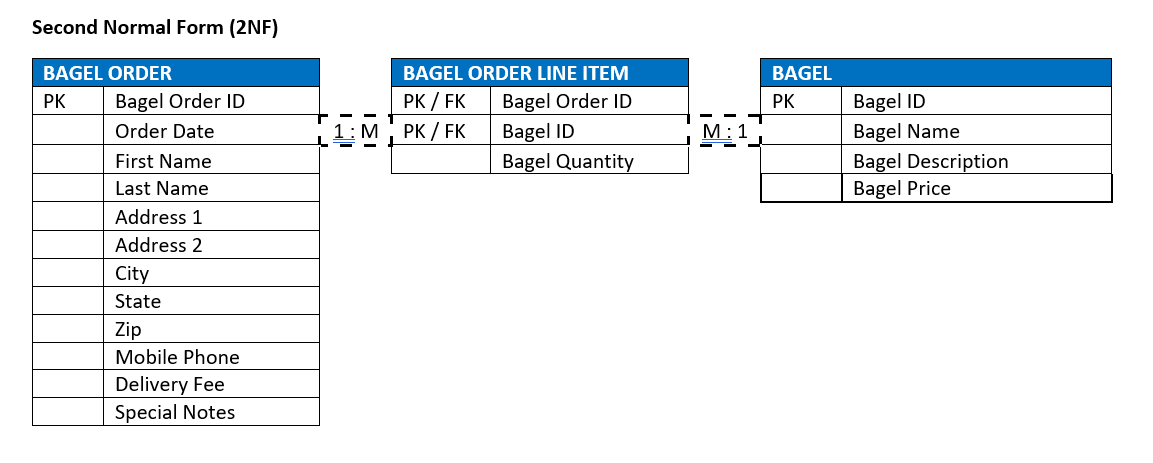 Second Normal Form (2NF)
BAGEL ORDER
PK Bagel Order ID
Order Date
First Name
Last Name
Address 1
Address 2
City
State
Zip
Mobile Phone
Delivery Fee
Special Notes
1 : M
BAGEL ORDER LINE ITEM
PK / FK Bagel Order ID
PK / FK Bagel ID
Bagel Quantity
M : 1
BAGEL
PK Bagel ID
Bagel Name
Bagel Description
Bagel Price